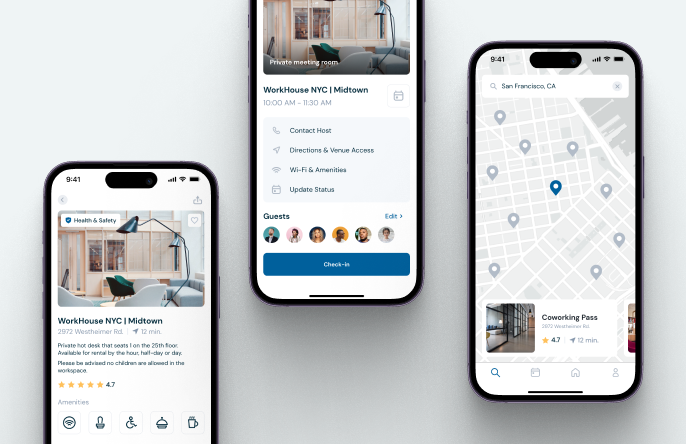 9:41
Health & Safety
WorkHouse NYC | Midtown
2972 Westheimer Rd.
12 min.
Private hot desk that seats 1 on the 25th floor.
Available for rental by the hour, half-day or day.
Please be advised no children are allowed in the
workspace.
4.7
Amenities
Private meeting room
WorkHouse NYC | Midtown
10:00 AM – 11:30 AM
Contact Host
Directions & Venue Access
Wi-Fi & Amenities
Update Status
Guests
Edit
Check-in
9:41
San Francisco, CA
Coworking Pass
2972 Westheimer Rd.
4.7
12 min.